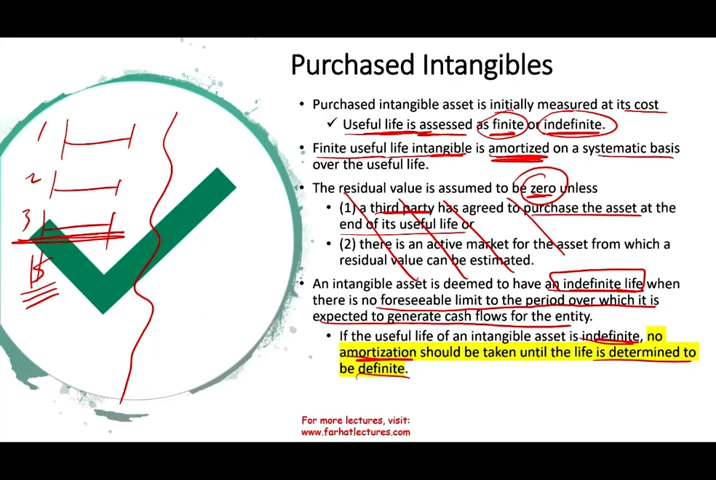 Purchased Intangibles
• Purchased intangible asset is initially measured at its cost
✓ Useful life is assessed as finite or indefinite.
• Finite useful life intangible is amortized on a systematic basis
over the useful life.
• The residual value is assumed to be zero unless
• (1) a third party has agreed to purchase the asset at the
end of its useful life or
• (2) there is an active market for the asset from which a
residual value can be estimated.
• An intangible asset is deemed to have an indefinite life when
there is no foreseeable limit to the period over which it is
expected to generate cash flows for the entity.
• If the useful life of an intangible asset is indefinite, no
amortization should be taken until the life is determined to
be definite.
1
2
3
For more lectures, visit:
www.farhatlectures.com